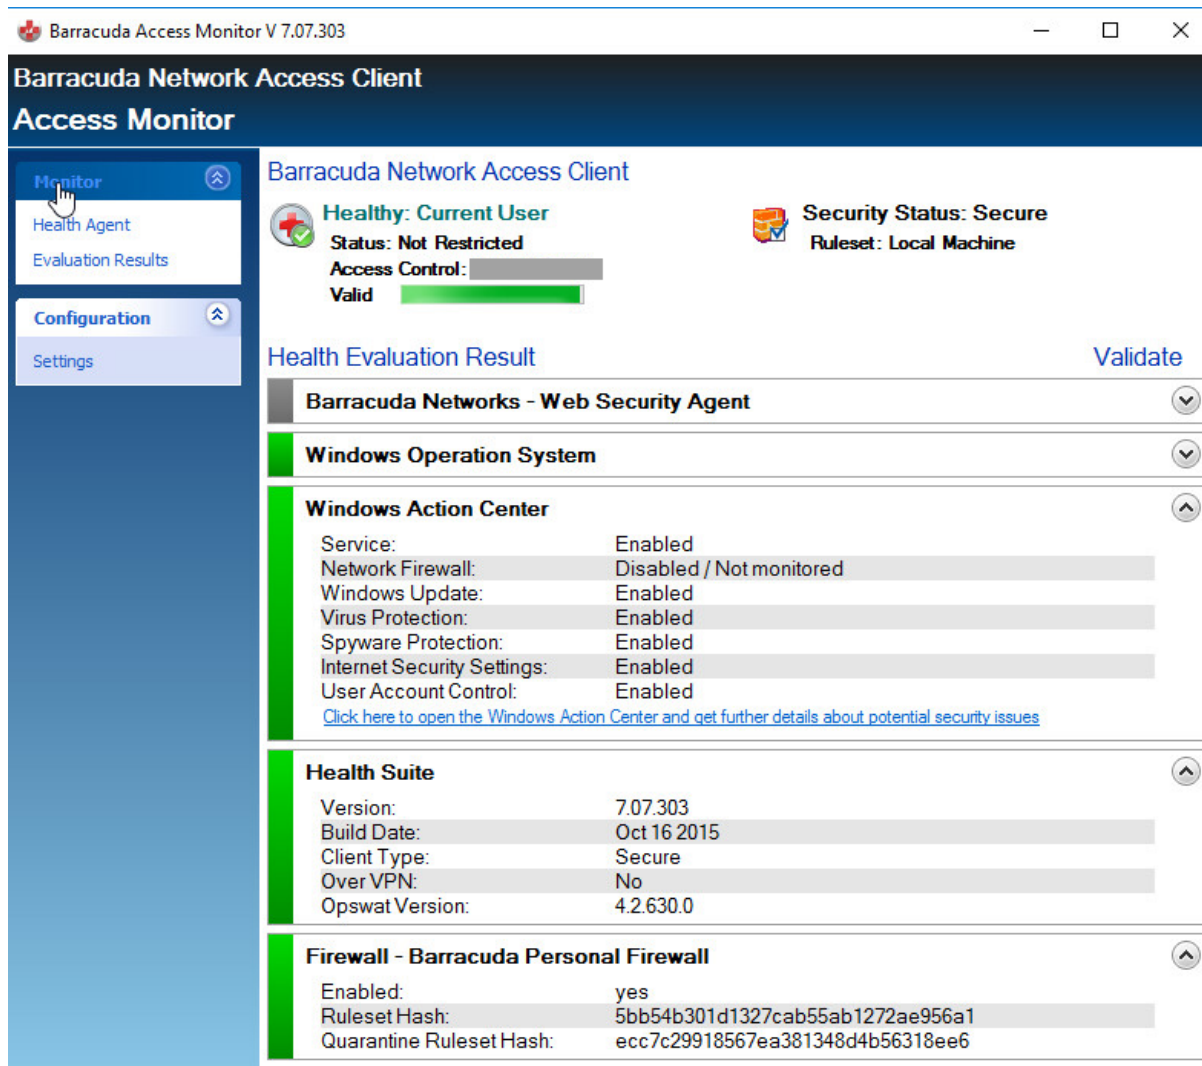 Barracuda Access Monitor V 7.07.303
Barracuda Network Access Client
Access Monitor
Monitor
Health Agent
Evaluation Results
Configuration
Settings
Barracuda Network Access Client
Healthy: Current User
Status: Not Restricted
Access Control:
Valid
Security Status: Secure
Ruleset: Local Machine
Health Evaluation Result
Validate
Barracuda Networks - Web Security Agent
Windows Operation System
Windows Action Center
Service: Enabled
Network Firewall: Disabled / Not monitored
Windows Update: Enabled
Virus Protection: Enabled
Spyware Protection: Enabled
Internet Security Settings: Enabled
User Account Control: Enabled
Click here to open the Windows Action Center and get further details about potential security issues
Health Suite
Version: 7.07.303
Build Date: Oct 16 2015
Client Type: Secure
Over VPN: No
Opswat Version: 4.2.630.0
Firewall - Barracuda Personal Firewall
Enabled: yes
Ruleset Hash: 5bb54b301d1327cab55ab1272ae956a1
Quarantine Ruleset Hash: ecc7c29918567ea381348d4b56318ee6